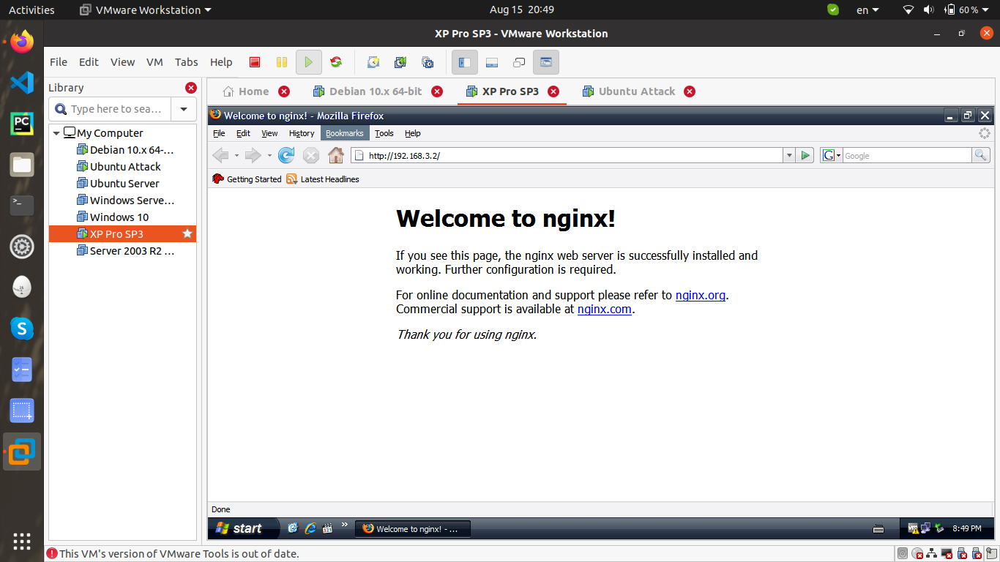 Activities VMware Workstation Aug 15 20:49 en 60 %
XP Pro SP3 - VMware Workstation
File Edit View VM Tabs Help
Library
Type here to sea…
My Computer
Debian 10.x 64-…
Ubuntu Attack
Ubuntu Server
Windows Serve…
Windows 10
XP Pro SP3
Server 2003 R2 …
Home Debian 10.x 64-bit XP Pro SP3 Ubuntu Attack
Welcome to nginx! - Mozilla Firefox
File Edit View History Bookmarks Tools Help
http://192.168.3.2/ G Google
Getting Started Latest Headlines
Welcome to nginx!
If you see this page, the nginx web server is successfully installed and
working. Further configuration is required.
For online documentation and support please refer to nginx.org.
Commercial support is available at nginx.com.
Thank you for using nginx.
Done
start » Welcome to nginx! - ... 8:49 PM
This VM's version of VMware Tools is out of date.
PC
S